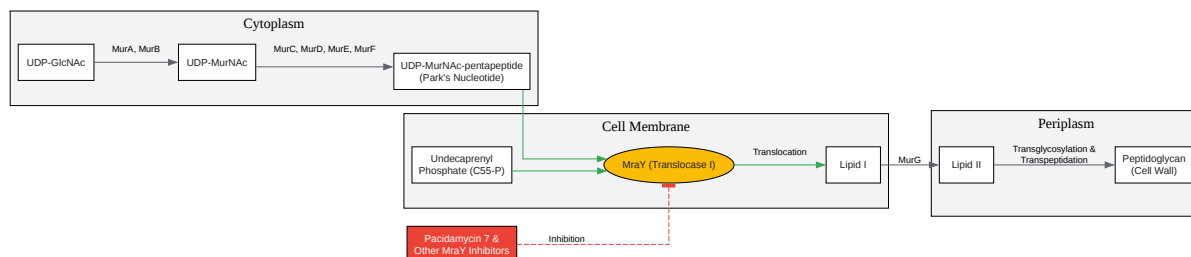 Cytoplasm
UDP-GlcNAc
MurA, MurB
UDP-MurNAc
MurC, MurD, MurE, MurF
UDP-MurNAc-pentapeptide
(Park's Nucleotide)
Cell Membrane
Undecaprenyl
Phosphate (C55-P)
MraY (Translocase I)
Translocation
Lipid I
MurG
Periplasm
Lipid II
Transglycosylation &
Transpeptidation
Peptidoglycan
(Cell Wall)
Pacidamycin 7 &
Other MraY Inhibitors
Inhibition